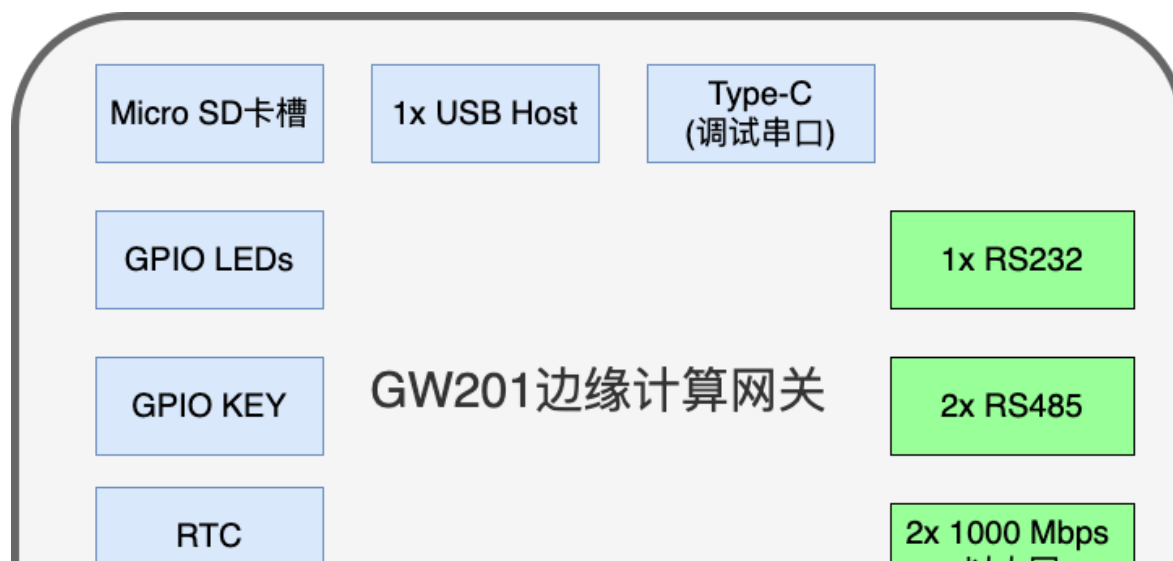 Micro SD卡槽
1x USB Host
Type-C
(调试串口)
GPIO LEDs
1x RS232
GPIO KEY
GW201边缘计算网关
2x RS485
RTC
2x 1000 Mbps